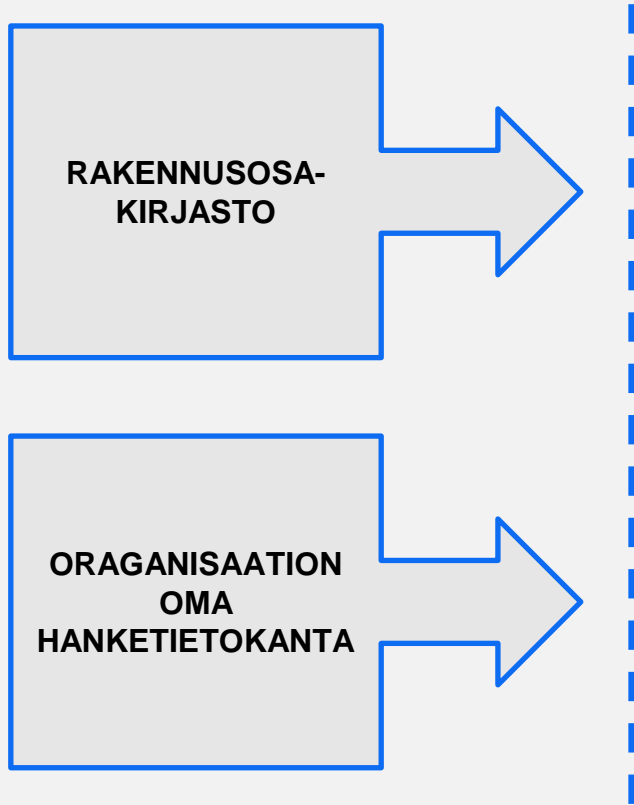 RAKENNUSOSA-
KIRJASTO
ORAGANISAATION
OMA
HANKETIETOKANTA